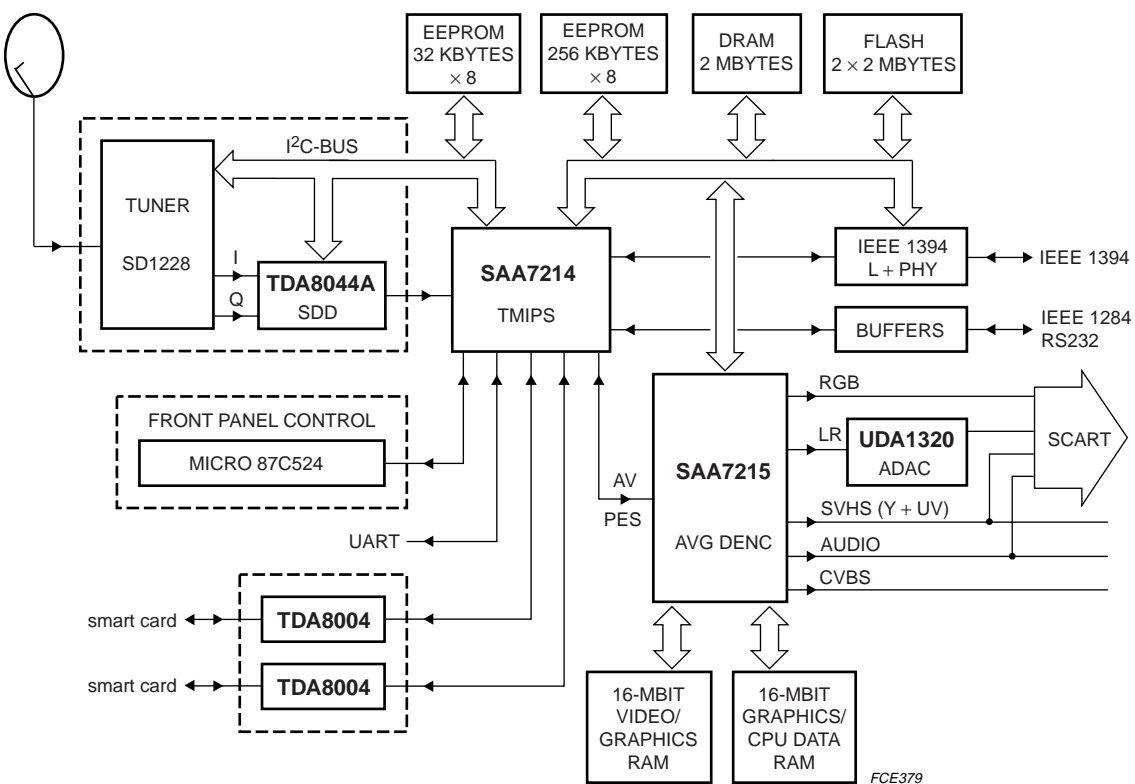 EEPROM
32 KBYTES
× 8
EEPROM
256 KBYTES
× 8
DRAM
2 MBYTES
FLASH
2 × 2 MBYTES
I²C-BUS
TUNER
SD1228
I
Q
TDA8044A
SDD
SAA7214
TMIPS
IEEE 1394
L + PHY
IEEE 1394
BUFFERS
IEEE 1284
RS232
FRONT PANEL CONTROL
MICRO 87C524
UART
AV
PES
SAA7215
AVG DENC
RGB
LR
UDA1320
ADAC
SCART
SVHS (Y + UV)
AUDIO
CVBS
smart card
TDA8004
smart card
TDA8004
16-MBIT
VIDEO/
GRAPHICS
RAM
16-MBIT
GRAPHICS/
CPU DATA
RAM
FCE379